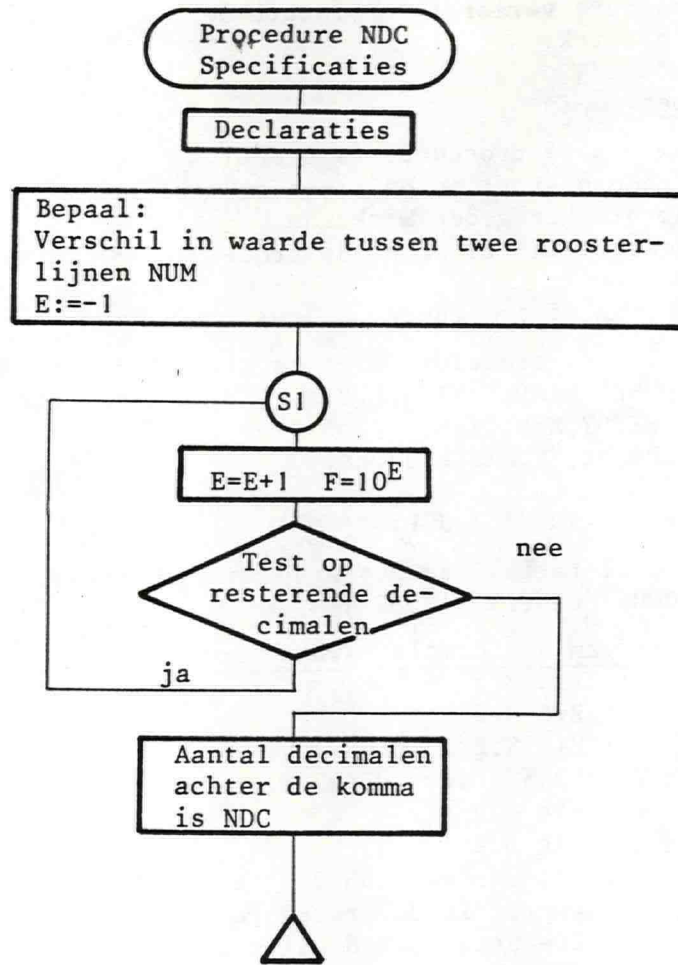 Procedure NDC
Specificaties
Declaraties
Bepaal:
Verschil in waarde tussen twee rooster-
lijnen NUM
E:=-1
S1
E=E+1 F=10^E
Test op
resterende de-
cimalen
nee
ja
Aantal decimalen
achter de komma
is NDC